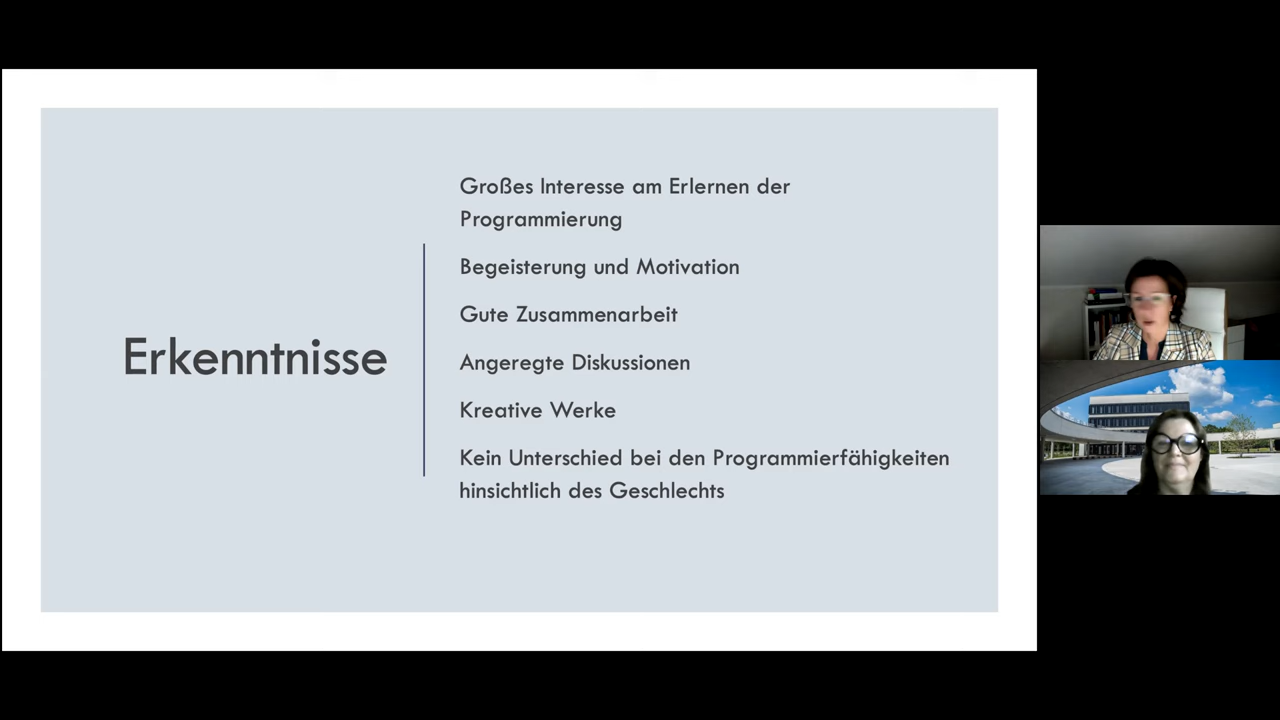 Erkenntnisse
Großes Interesse am Erlernen der
Programmierung
Begeisterung und Motivation
Gute Zusammenarbeit
Angeregte Diskussionen
Kreative Werke
Kein Unterschied bei den Programmierfähigkeiten
hinsichtlich des Geschlechts